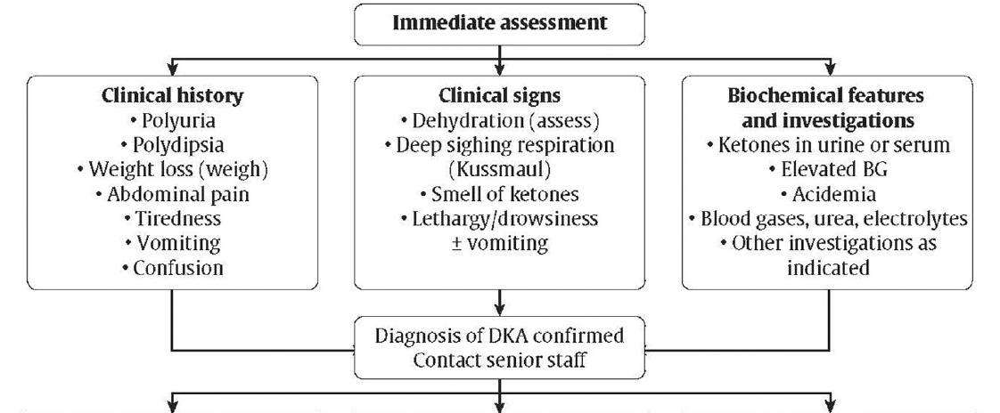 Immediate assessment
Clinical history
• Polyuria
• Polydipsia
• Weight loss (weigh)
• Abdominal pain
• Tiredness
• Vomiting
• Confusion
Clinical signs
• Dehydration (assess)
• Deep sighing respiration
(Kussmaul)
• Smell of ketones
• Lethargy/drowsiness
± vomiting
Biochemical features
and investigations
• Ketones in urine or serum
• Elevated BG
• Acidemia
• Blood gases, urea, electrolytes
• Other investigations as
indicated
Diagnosis of DKA confirmed
Contact senior staff